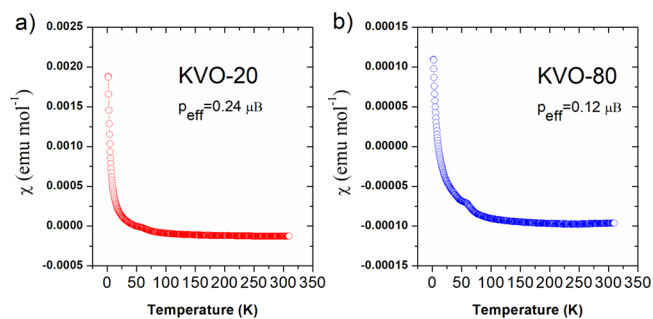 a)
0.0025
0.0020
0.0015
0.0010
0.0005
0.0000
-0.0005
χ (emu mol⁻¹)
KVO-20
p_eff=0.24 μB
0 50 100 150 200 250 300 350
Temperature (K)
b)
0.00015
0.00010
0.00005
0.00000
-0.00005
-0.00010
-0.00015
χ (emu mol⁻¹)
KVO-80
p_eff=0.12 μB
0 50 100 150 200 250 300 350
Temperature (K)